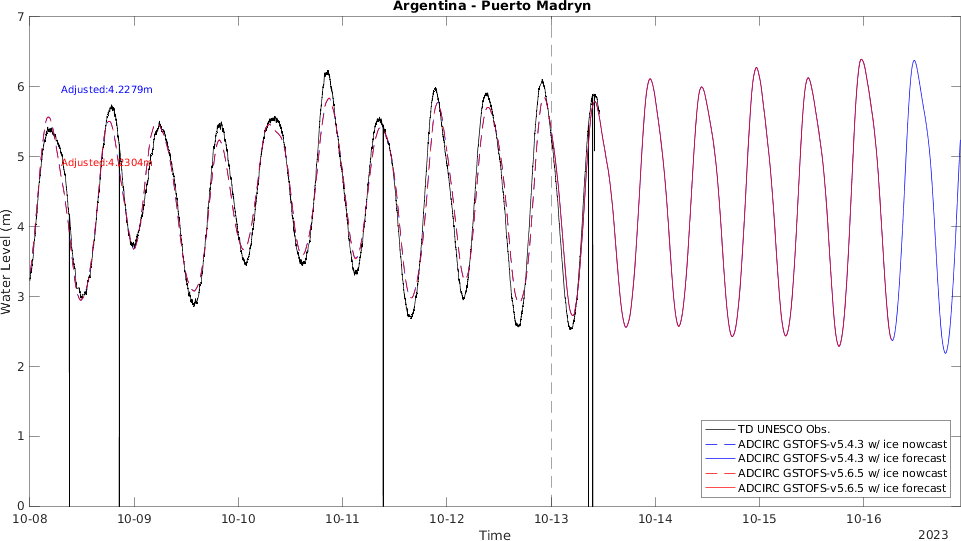 Argentina - Puerto Madryn
7
6
5
4
3
2
1
0
Water Level (m)
Adjusted:4.2279m
Adjusted:4.2304m
TD UNESCO Obs.
ADCIRC GSTOFS-v5.4.3 w/ ice nowcast
ADCIRC GSTOFS-v5.4.3 w/ ice forecast
ADCIRC GSTOFS-v5.6.5 w/ ice nowcast
ADCIRC GSTOFS-v5.6.5 w/ ice forecast
10-08 10-09 10-10 10-11 10-12 10-13 10-14 10-15 10-16
Time
2023